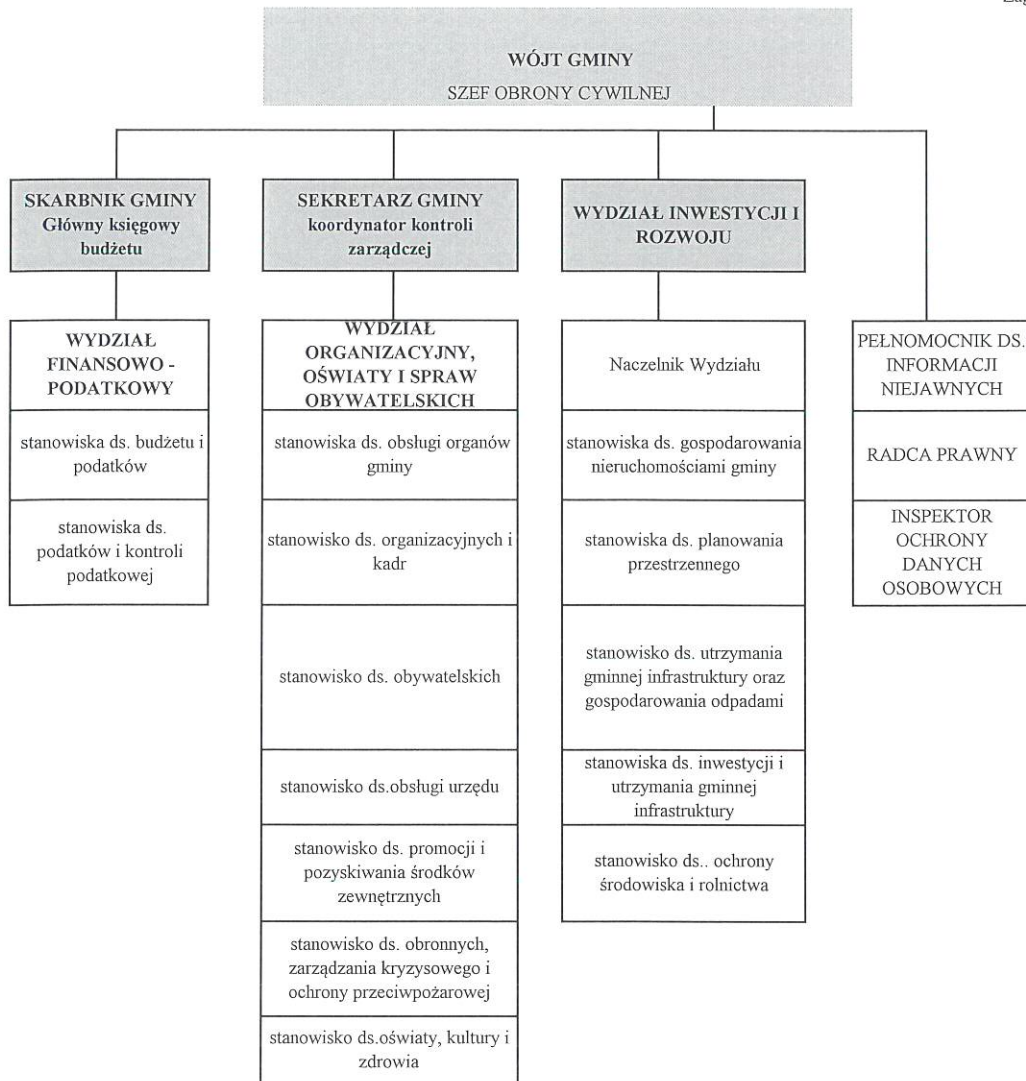 WÓJT GMINY
SZEF OBRONY CYWILNEJ
SKARBNIK GMINY
Główny księgowy
budżetu
SEKRETARZ GMINY
koordynator kontroli
zarządczej
WYDZIAŁ INWESTYCJI I
ROZWOJU
WYDZIAŁ
FINANSOWO -
PODATKOWY
stanowiska ds. budżetu i
podatków
stanowiska ds.
podatków i kontroli
podatkowej
WYDZIAŁ
ORGANIZACYJNY,
OŚWIATY I SPRAW
OBYWATELSKICH
stanowiska ds. obsługi organów
gminy
stanowisko ds. organizacyjnych i
kadr
stanowisko ds. obywatelskich
stanowisko ds.obsługi urzędu
stanowisko ds. promocji i
pozyskiwania środków
zewnętrznych
stanowisko ds. obronnych,
zarządzania kryzysowego i
ochrony przeciwpożarowej
stanowisko ds.oświaty, kultury i
zdrowia
Naczelnik Wydziału
stanowiska ds. gospodarowania
nieruchomościami gminy
stanowiska ds. planowania
przestrzennego
stanowisko ds. utrzymania
gminnej infrastruktury oraz
gospodarowania odpadami
stanowiska ds. inwestycji i
utrzymania gminnej
infrastruktury
stanowisko ds.. ochrony
środowiska i rolnictwa
PEŁNOMOCNIK DS.
INFORMACJI
NIEJAWNYCH
RADCA PRAWNY
INSPEKTOR
OCHRONY
DANYCH
OSOBOWYCH